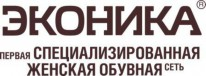 ЭКОНИКА®
ПЕРВАЯ СПЕЦИАЛИЗИРОВАННАЯ
ЖЕНСКАЯ ОБУВНАЯ СЕТЬ